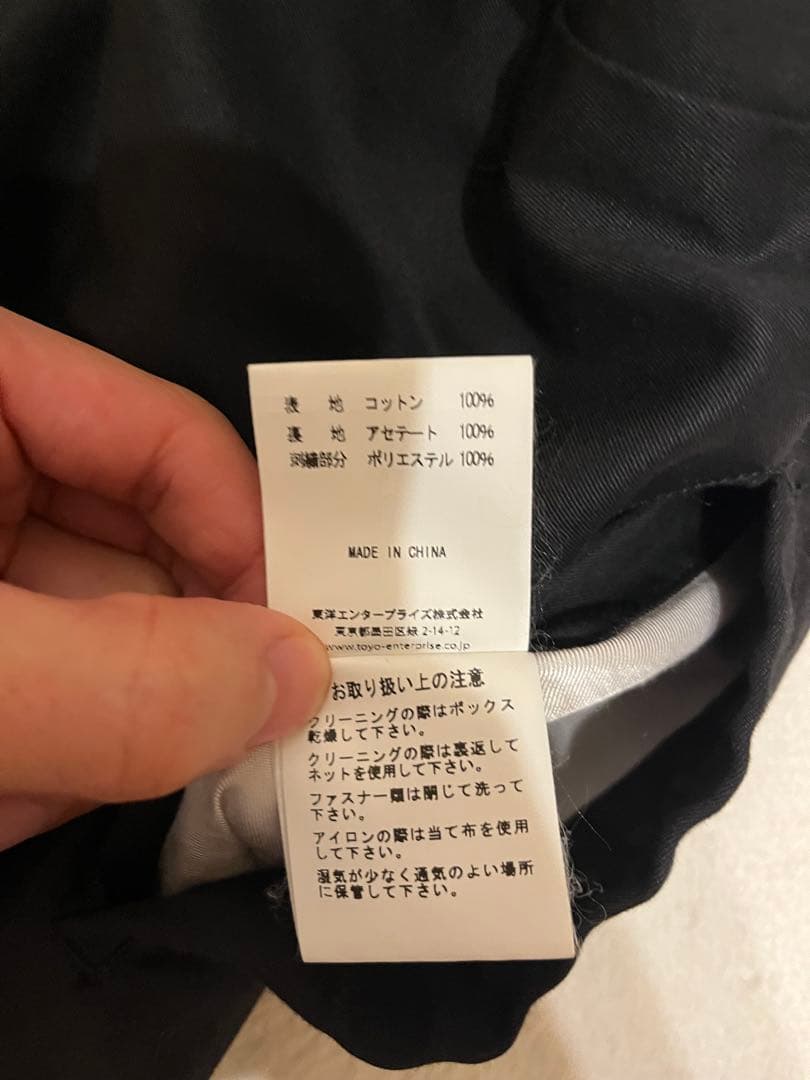 表 地 コットン 100%
裏 地 アセテート 100%
刺繍部分 ポリエステル 100%
MADE IN CHINA
東洋エンタープライズ株式会社
東京都墨田区緑 2-14-12
www.toyo-enterprise.co.jp
お取り扱い上の注意
クリーニングの際はボックス
乾燥して下さい。
クリーニングの際は裏返して
ネットを使用して下さい。
ファスナー類は閉じて洗って
下さい。
アイロンの際は当て布を使用
して下さい。
湿気が少なく通気のよい場所
に保管して下さい。